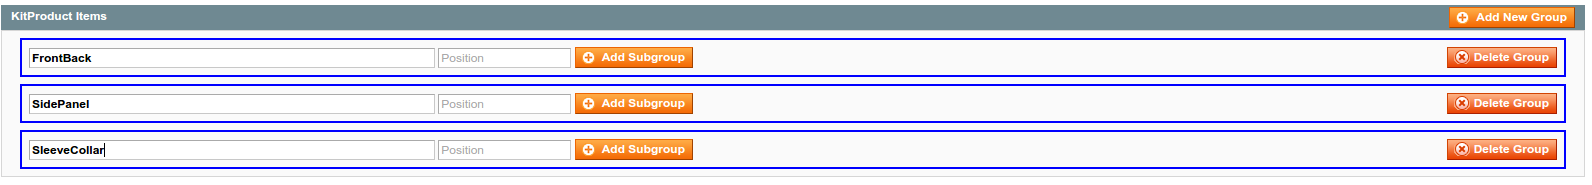 KitProduct Items Add New Group
FrontBack Position Add Subgroup Delete Group
SidePanel Position Add Subgroup Delete Group
SleeveCollar Position Add Subgroup Delete Group